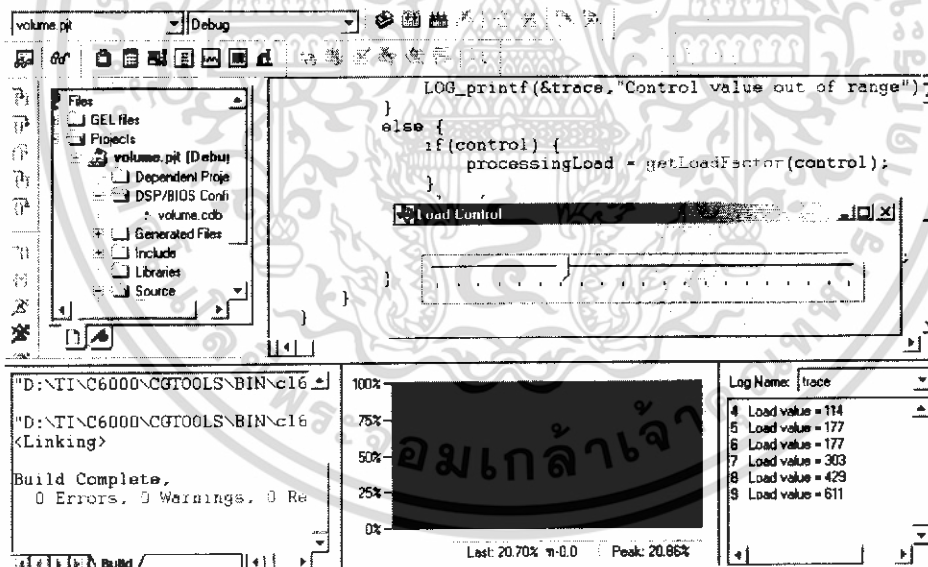 volume.pjt
Debug
Files
GEL files
Projects
volume.pjt (Debug
Dependent Proje
DSP/BIOS Confi
volume.cdb
Generated Files
Include
Libraries
Source
LOG_printf(&trace,"Control value out of range")
}
else {
if(control) {
processingLoad = getLoadFactor(control);
}
Load Control
}
}
}
"D:\TI\C6000\CGTOOLS\BIN\cl6
"D:\TI\C6000\CGTOOLS\BIN\cl6
<Linking>
Build Complete,
0 Errors, 0 Warnings, 0 Re
Build
100%
75%
50%
25%
0%
Last: 20.70%
Peak: 20.86%
Log Name: trace
4 Load value = 114
5 Load value = 177
6 Load value = 177
7 Load value = 303
8 Load value = 429
9 Load value = 611
พระจอมเกล้าเจ้า